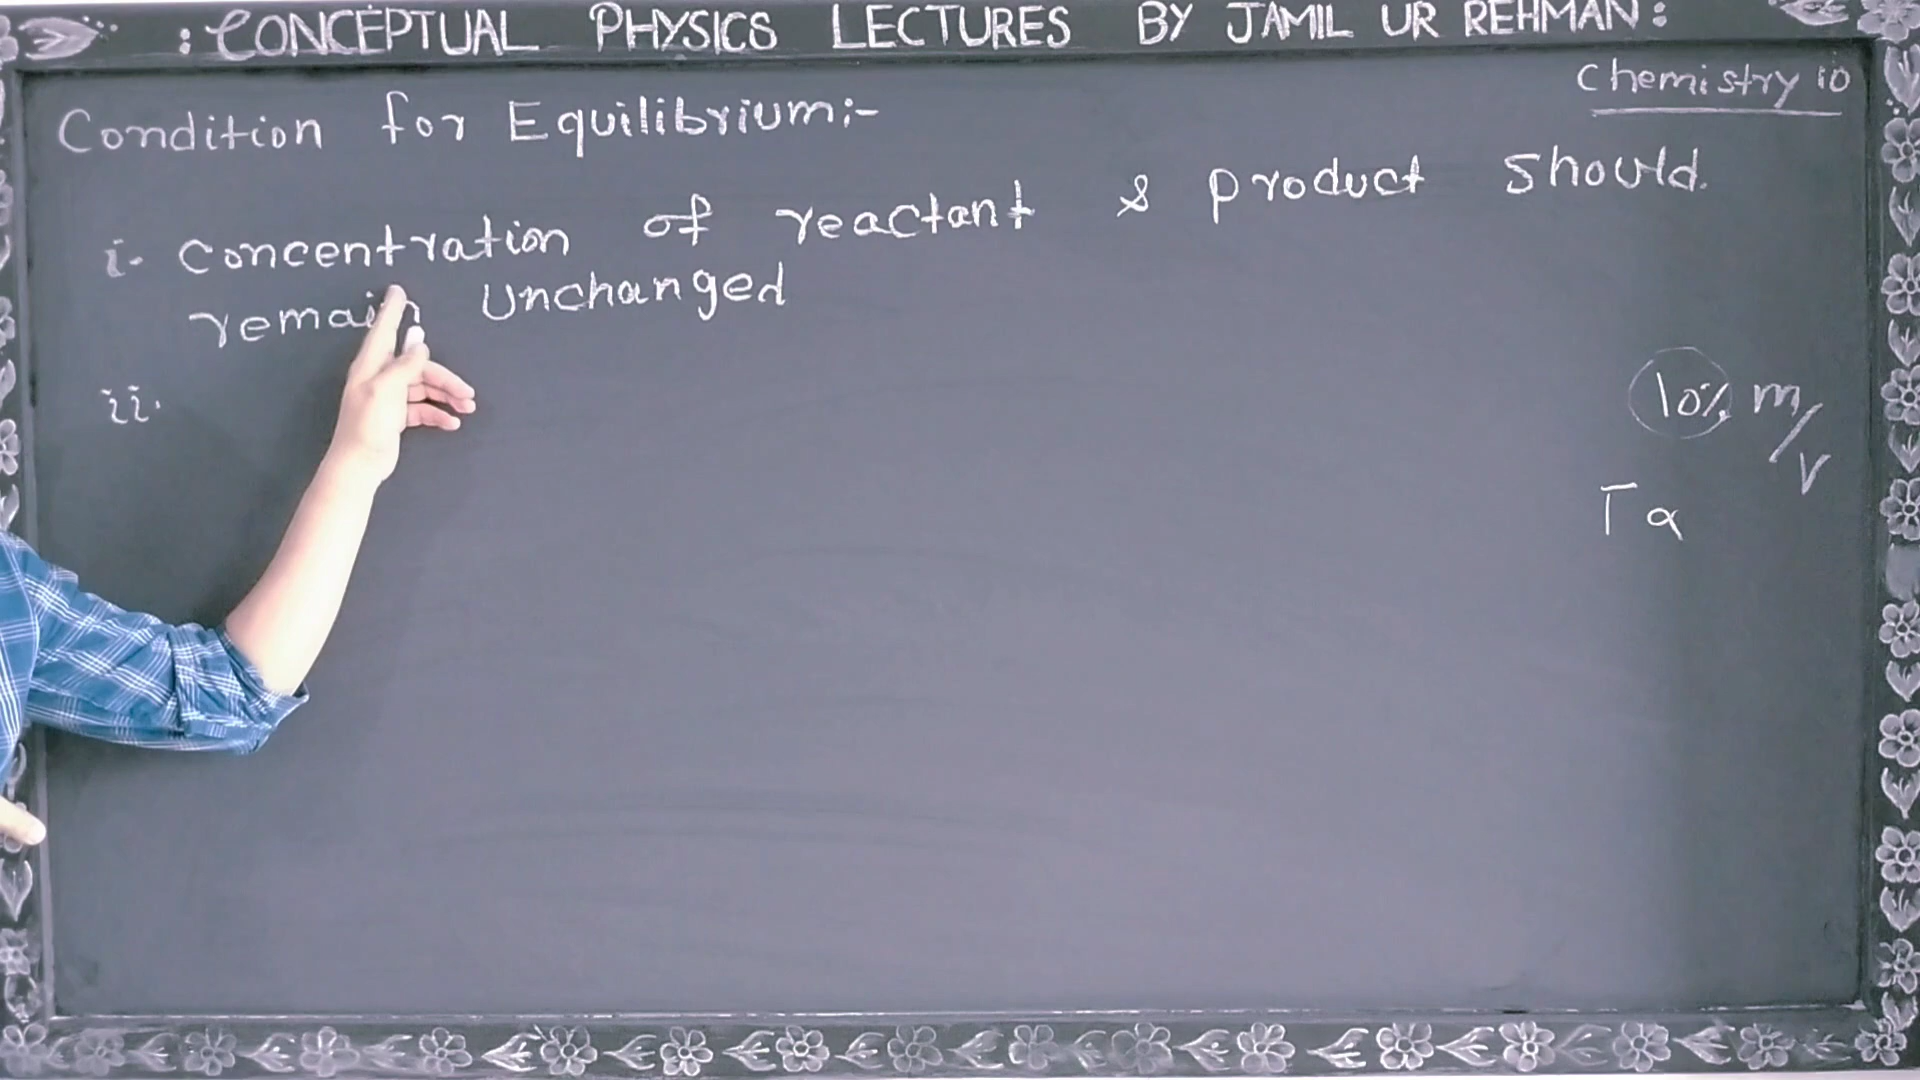 : CONCEPTUAL PHYSICS LECTURES BY JAMIL UR REHMAN :
Chemistry 10
Condition for Equilibrium:-
i. Concentration of reactant & product should.
remain Unchanged
ii.
10% m/v
T α